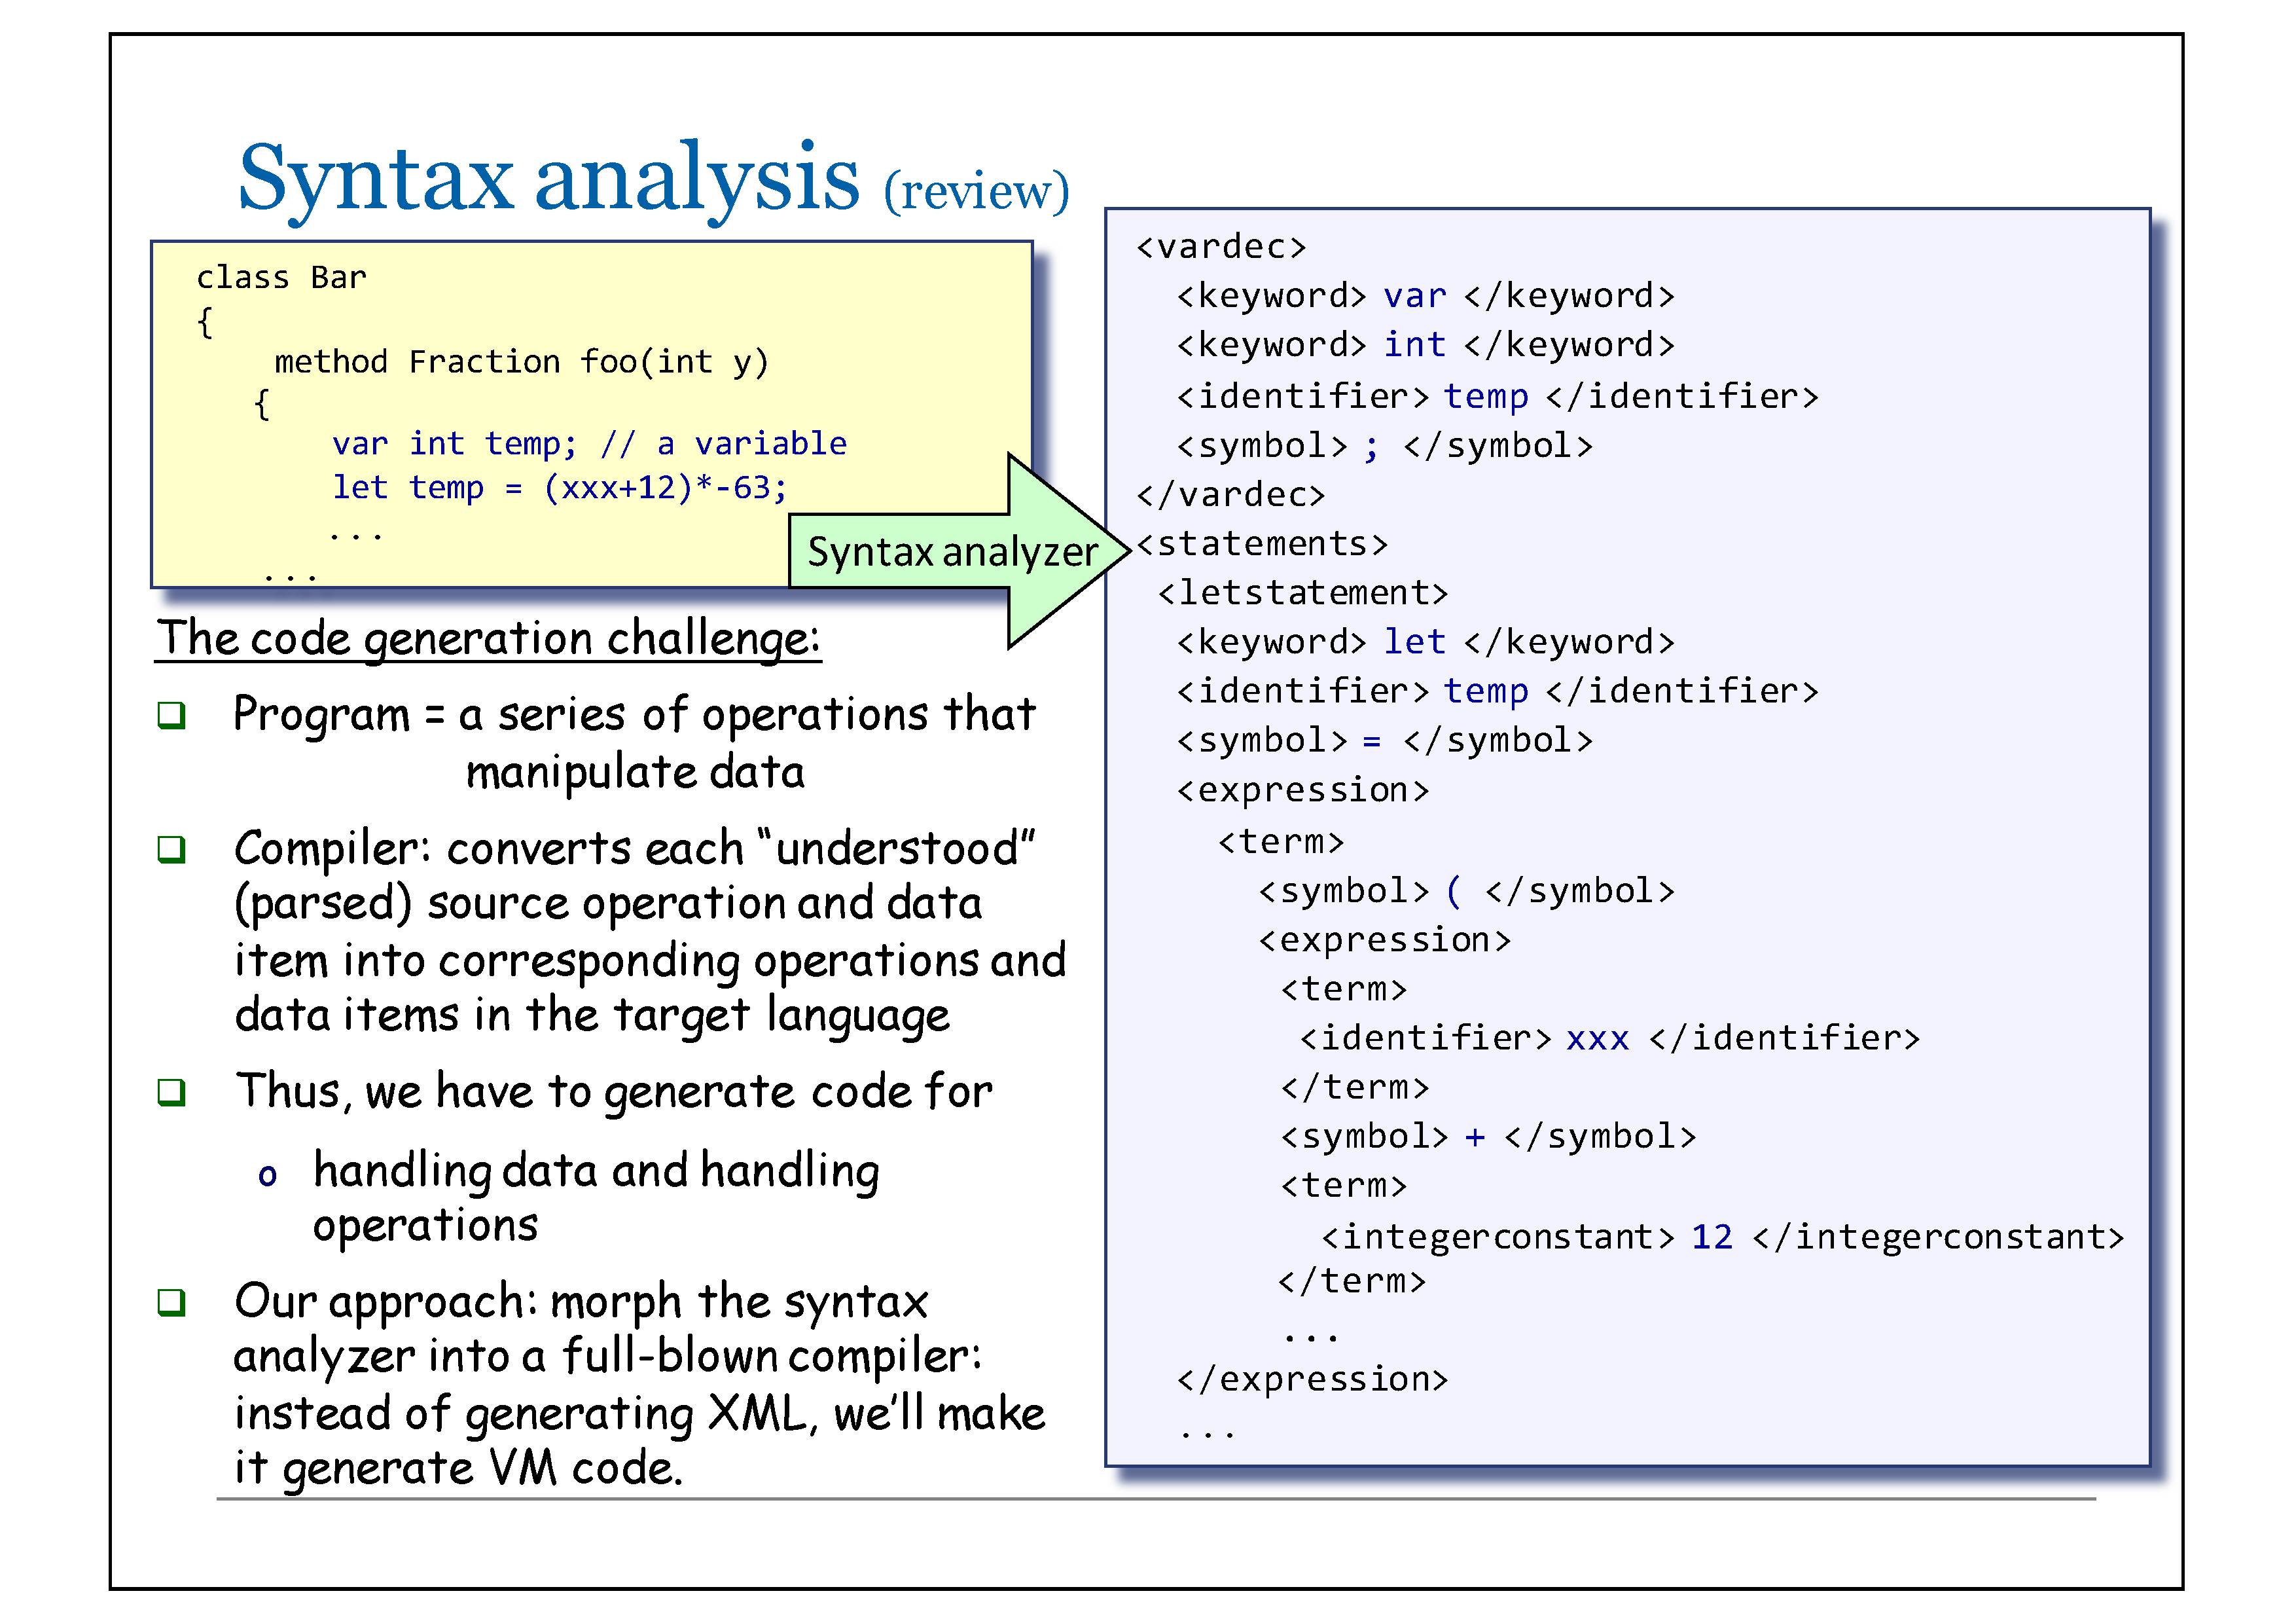 Syntax analysis (review)
class Bar
{
method Fraction foo(int y)
{
var int temp; // a variable
let temp = (xxx+12)*-63;
...
...
Syntax analyzer
The code generation challenge:
Program = a series of operations that
manipulate data
Compiler: converts each “understood”
(parsed) source operation and data
item into corresponding operations and
data items in the target language
Thus, we have to generate code for
o handling data and handling
operations
Our approach: morph the syntax
analyzer into a full-blown compiler:
instead of generating XML, we’ll make
it generate VM code.
<vardec>
<keyword> var </keyword>
<keyword> int </keyword>
<identifier> temp </identifier>
<symbol> ; </symbol>
</vardec>
<statements>
<letstatement>
<keyword> let </keyword>
<identifier> temp </identifier>
<symbol> = </symbol>
<expression>
<term>
<symbol> ( </symbol>
<expression>
<term>
<identifier> xxx </identifier>
</term>
<symbol> + </symbol>
<term>
<integerconstant> 12 </integerconstant>
</term>
...
</expression>
...